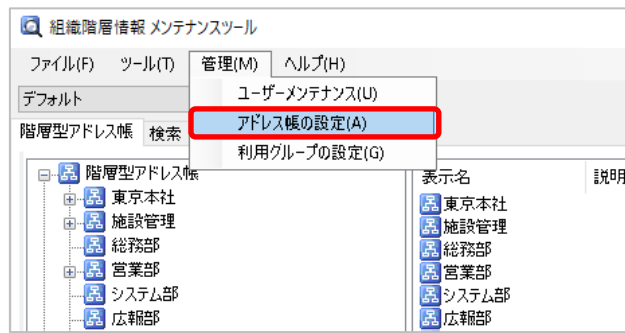 組織階層情報 メンテナンスツール
ファイル(F) ツール(T) 管理(M) ヘルプ(H)
デフォルト
ユーザーメンテナンス(U)
アドレス帳の設定(A)
利用グループの設定(G)
階層型アドレス帳 検索
階層型アドレス帳
東京本社
施設管理
総務部
営業部
システム部
広報部
表示名 説明
東京本社
施設管理
総務部
営業部
システム部
広報部